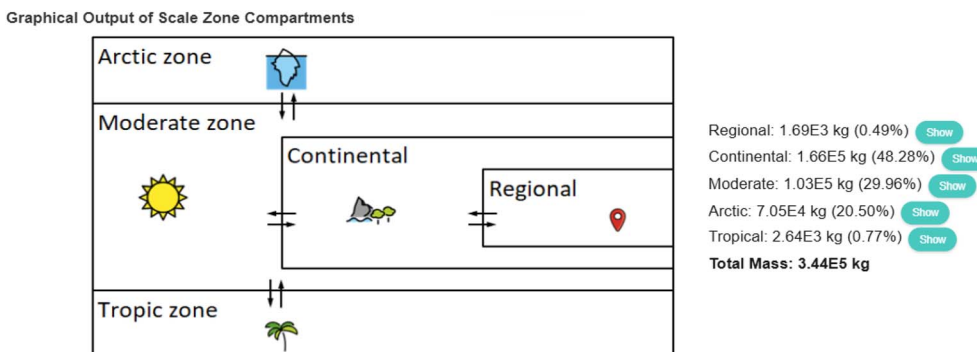 Graphical Output of Scale Zone Compartments
Arctic zone
Moderate zone
Continental
Regional
Tropic zone
Regional: 1.69E3 kg (0.49%) Show
Continental: 1.66E5 kg (48.28%) Show
Moderate: 1.03E5 kg (29.96%) Show
Arctic: 7.05E4 kg (20.50%) Show
Tropical: 2.64E3 kg (0.77%) Show
Total Mass: 3.44E5 kg